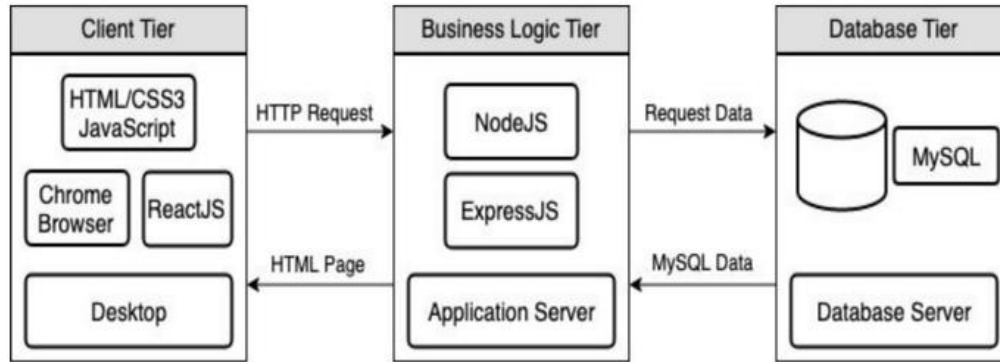 Client Tier
HTML/CSS3
JavaScript
Chrome
Browser
ReactJS
Desktop
HTTP Request
HTML Page
Business Logic Tier
NodeJS
ExpressJS
Application Server
Request Data
MySQL Data
Database Tier
MySQL
Database Server